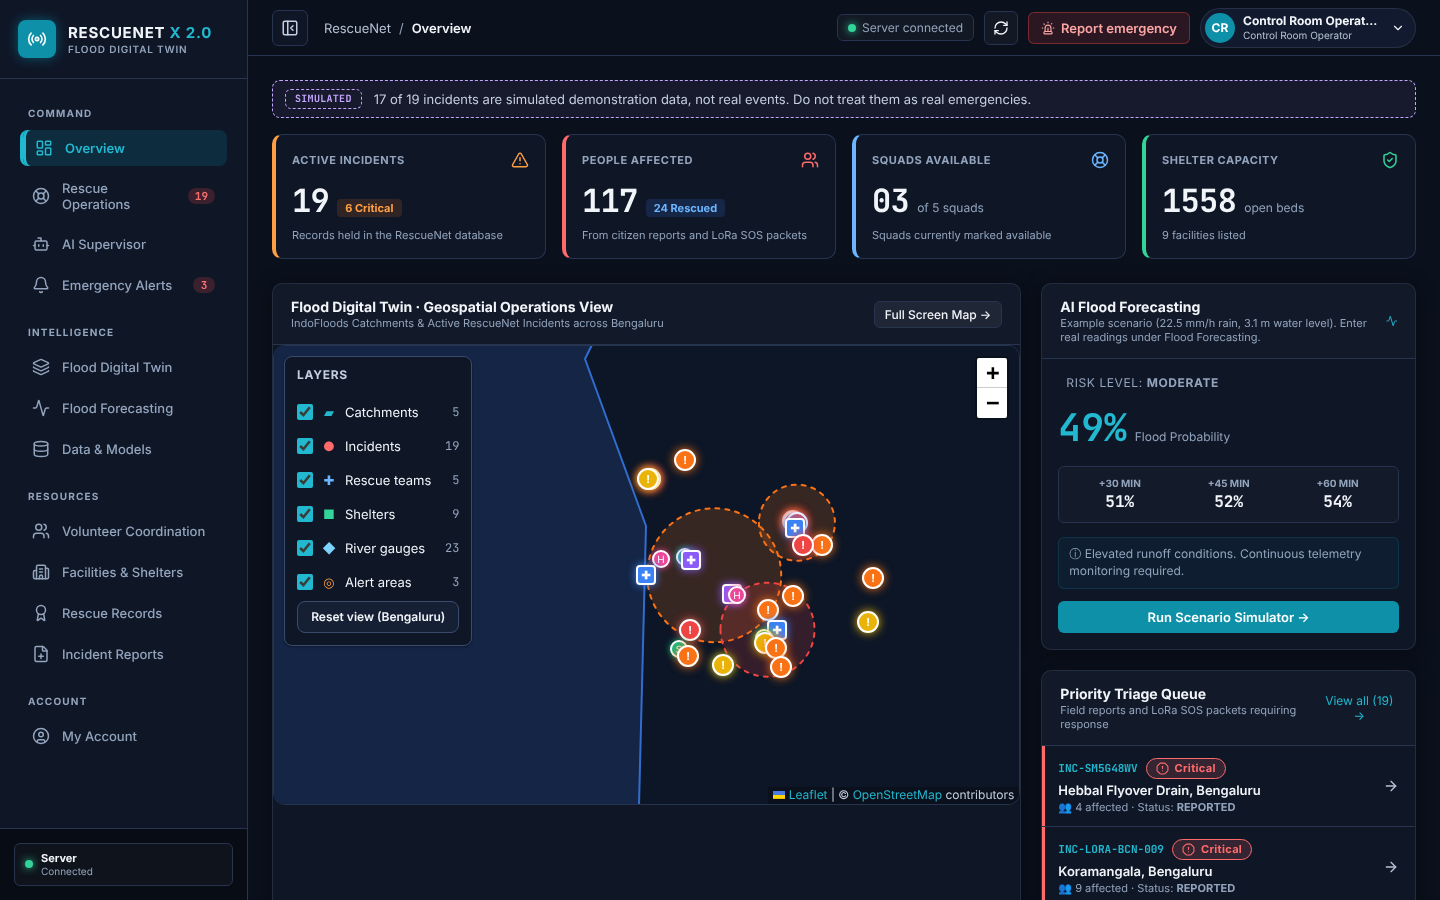 RESCUENET X 2.0
FLOOD DIGITAL TWIN
COMMAND
Overview
Rescue
Operations
19
AI Supervisor
Emergency Alerts
3
INTELLIGENCE
Flood Digital Twin
Flood Forecasting
Data & Models
RESOURCES
Volunteer Coordination
Facilities & Shelters
Rescue Records
Incident Reports
ACCOUNT
My Account
Server
Connected
RescueNet / Overview
Server connected
Report emergency
CR
Control Room Operat...
Control Room Operator
SIMULATED
17 of 19 incidents are simulated demonstration data, not real events. Do not treat them as real emergencies.
ACTIVE INCIDENTS
19 6 Critical
Records held in the RescueNet database
PEOPLE AFFECTED
117 24 Rescued
From citizen reports and LoRa SOS packets
SQUADS AVAILABLE
03 of 5 squads
Squads currently marked available
SHELTER CAPACITY
1558 open beds
9 facilities listed
Flood Digital Twin · Geospatial Operations View
IndoFloods Catchments & Active RescueNet Incidents across Bengaluru
Full Screen Map →
LAYERS
Catchments 5
Incidents 19
Rescue teams 5
Shelters 9
River gauges 23
Alert areas 3
Reset view (Bengaluru)
+
−
H
H
Leaflet | © OpenStreetMap contributors
AI Flood Forecasting
Example scenario (22.5 mm/h rain, 3.1 m water level). Enter
real readings under Flood Forecasting.
RISK LEVEL: MODERATE
49% Flood Probability
+30 MIN
51%
+45 MIN
52%
+60 MIN
54%
ⓘ Elevated runoff conditions. Continuous telemetry
monitoring required.
Run Scenario Simulator →
Priority Triage Queue
Field reports and LoRa SOS packets requiring
response
View all (19)
→
INC-SM5G48WV Critical
Hebbal Flyover Drain, Bengaluru
👥 4 affected · Status: REPORTED
INC-LORA-BCN-009 Critical
Koramangala, Bengaluru
👥 9 affected · Status: REPORTED